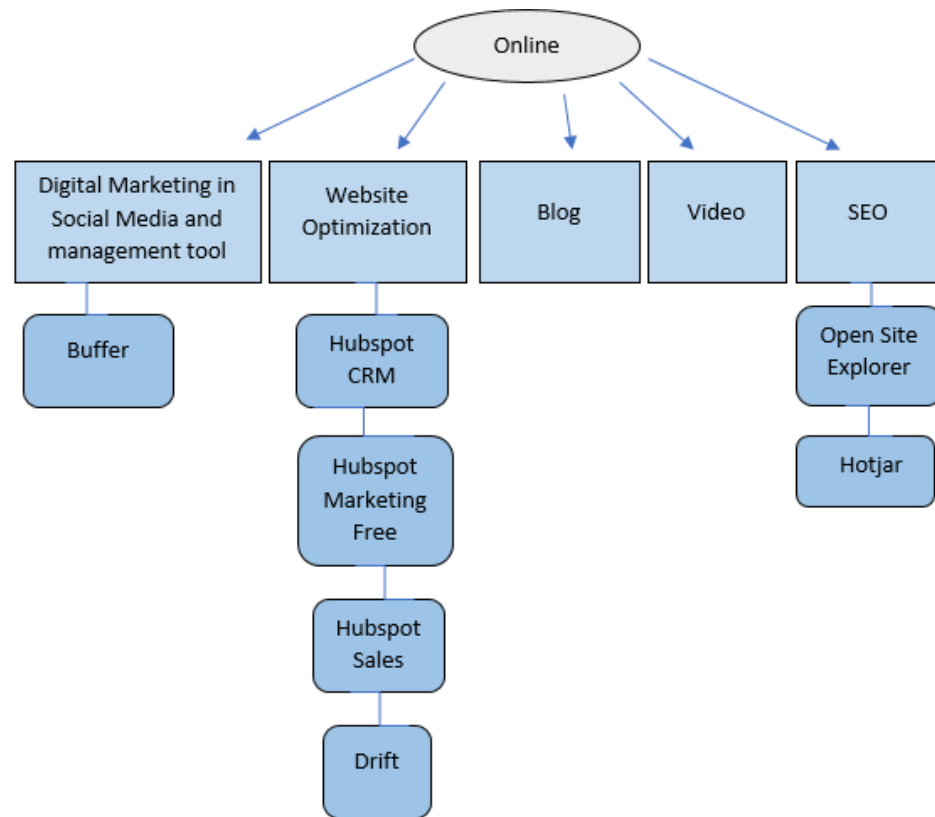 Online
Digital Marketing in
Social Media and
management tool
Website
Optimization
Blog
Video
SEO
Buffer
Hubspot
CRM
Hubspot
Marketing
Free
Hubspot
Sales
Drift
Open Site
Explorer
Hotjar